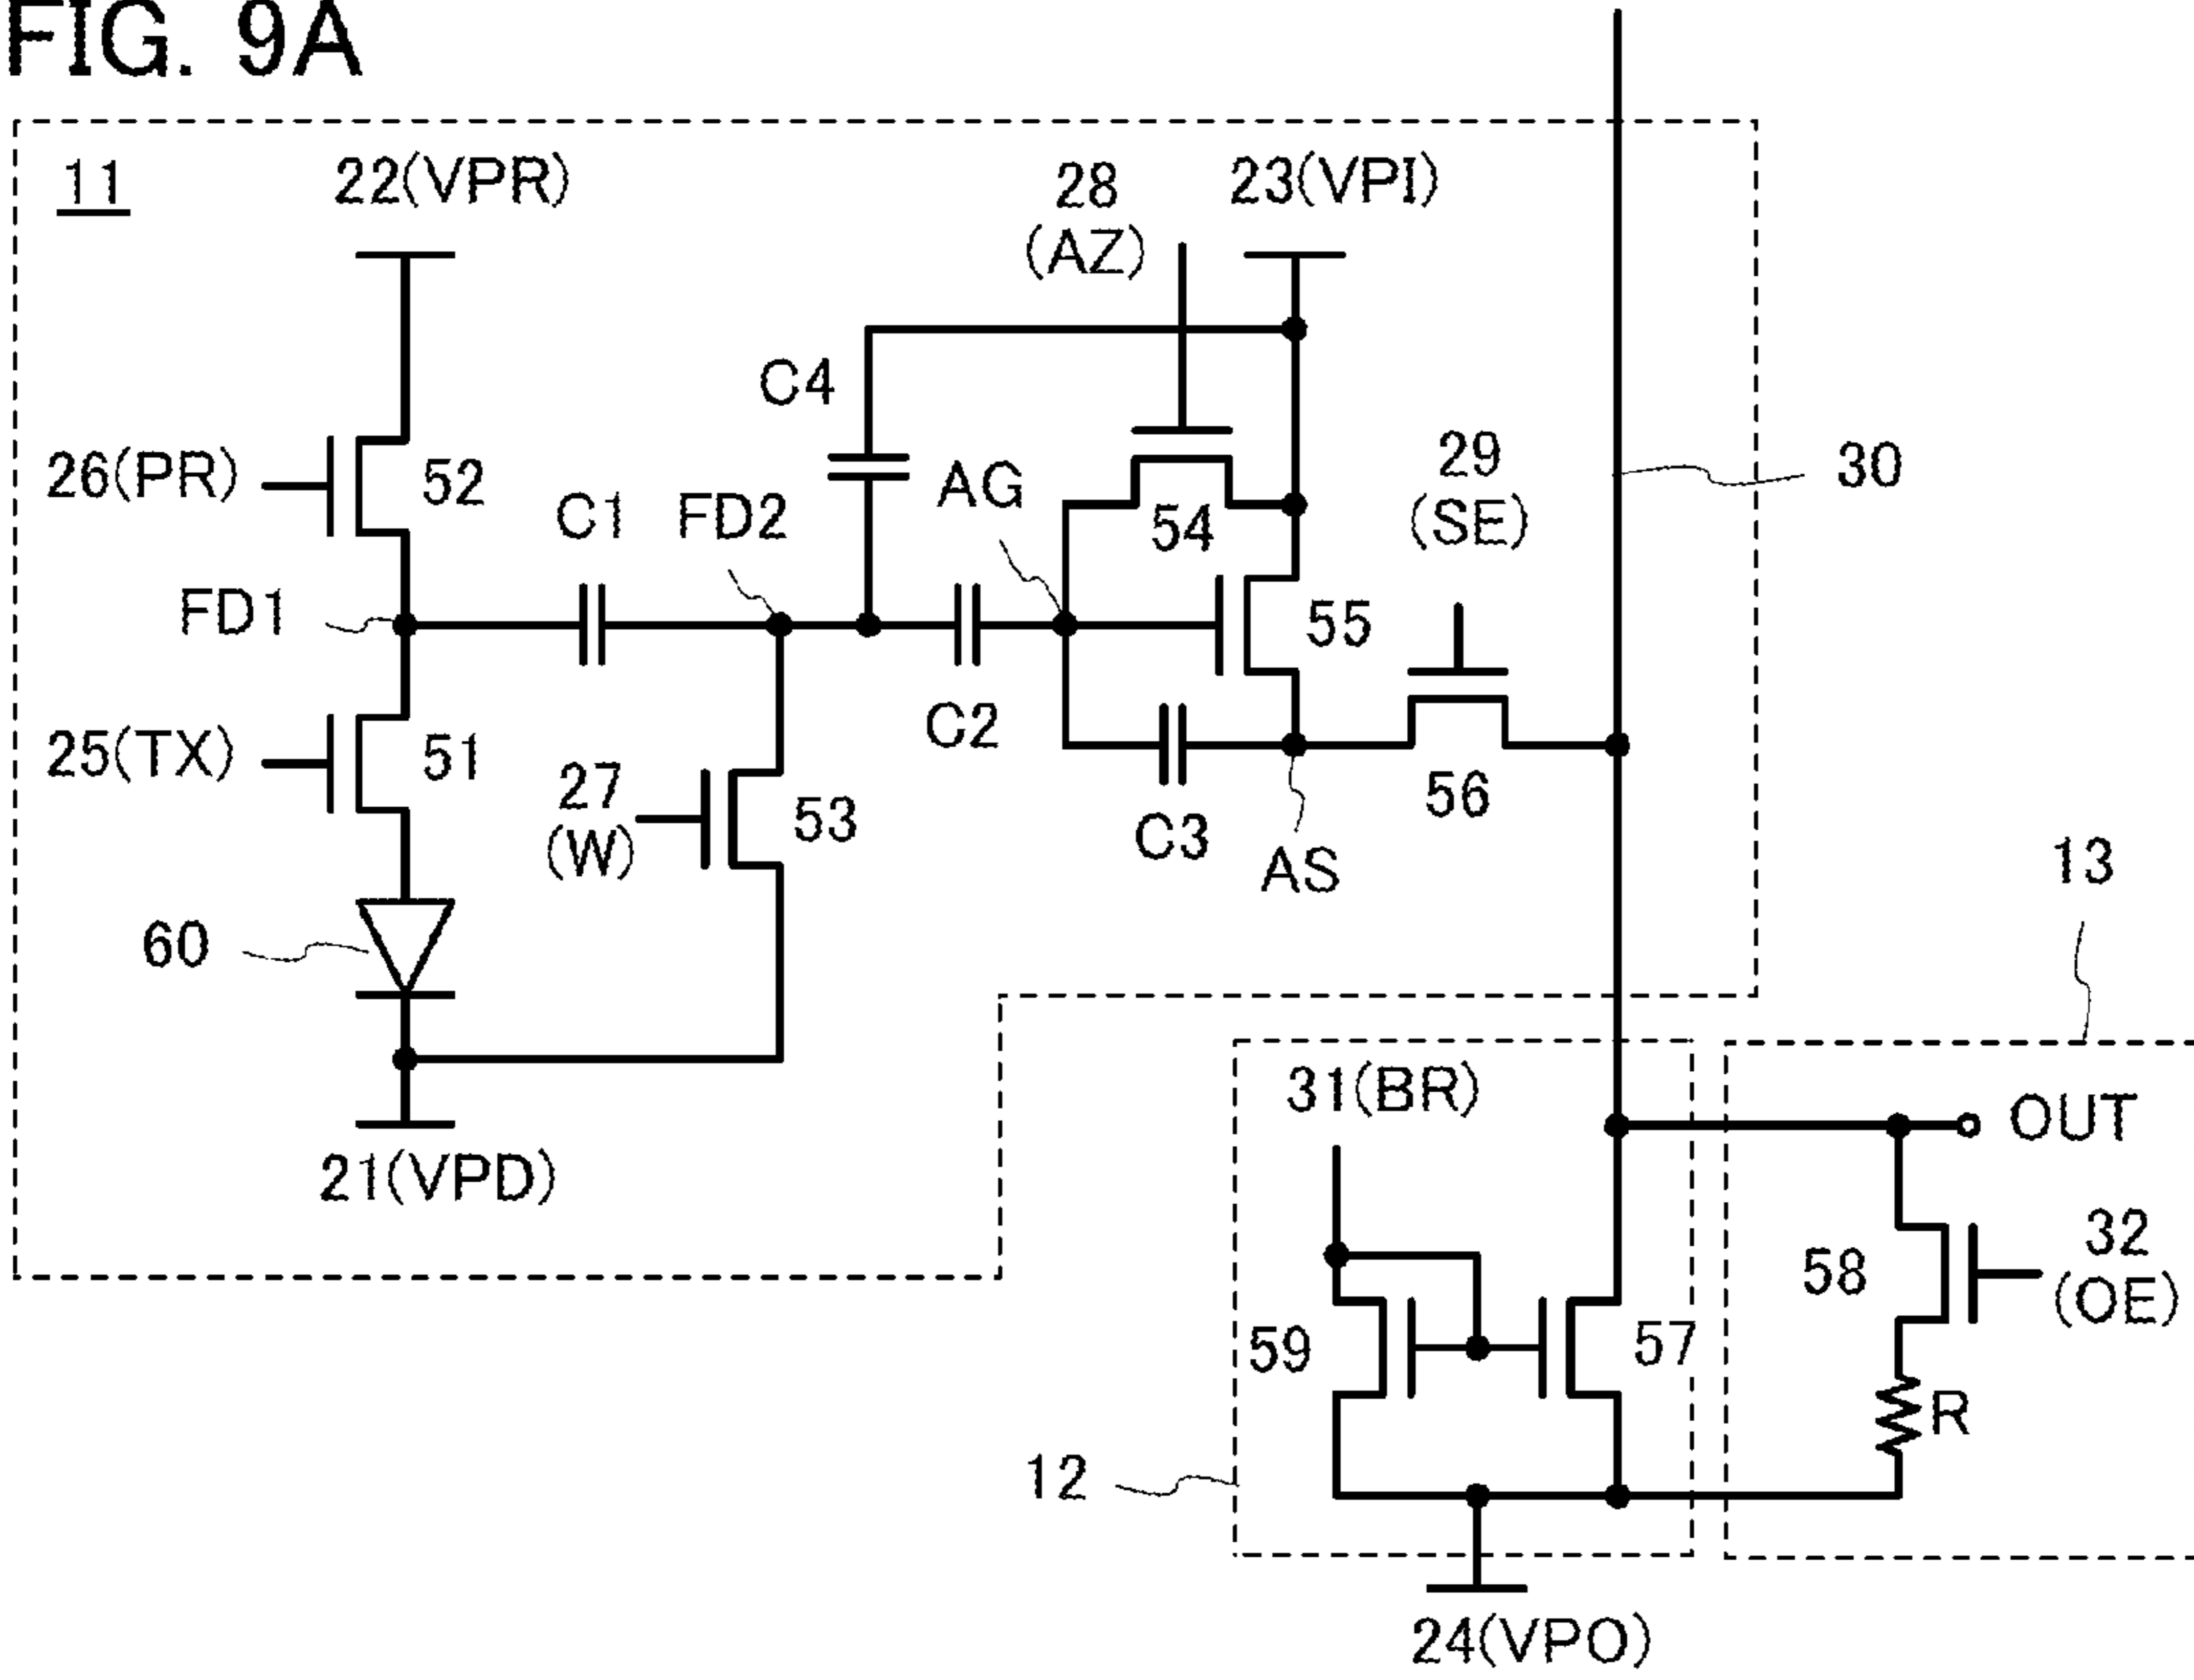 FIG. 9A
11
22(VPR)
28
(AZ)
23(VPI)
C4
26(PR)
52
C1
FD2
AG
54
29
(SE)
30
FD1
55
25(TX)
51
27
(W)
53
C2
C3
AS
56
60
13
21(VPD)
31(BR)
OUT
58
32
(OE)
59
57
R
12
24(VPO)